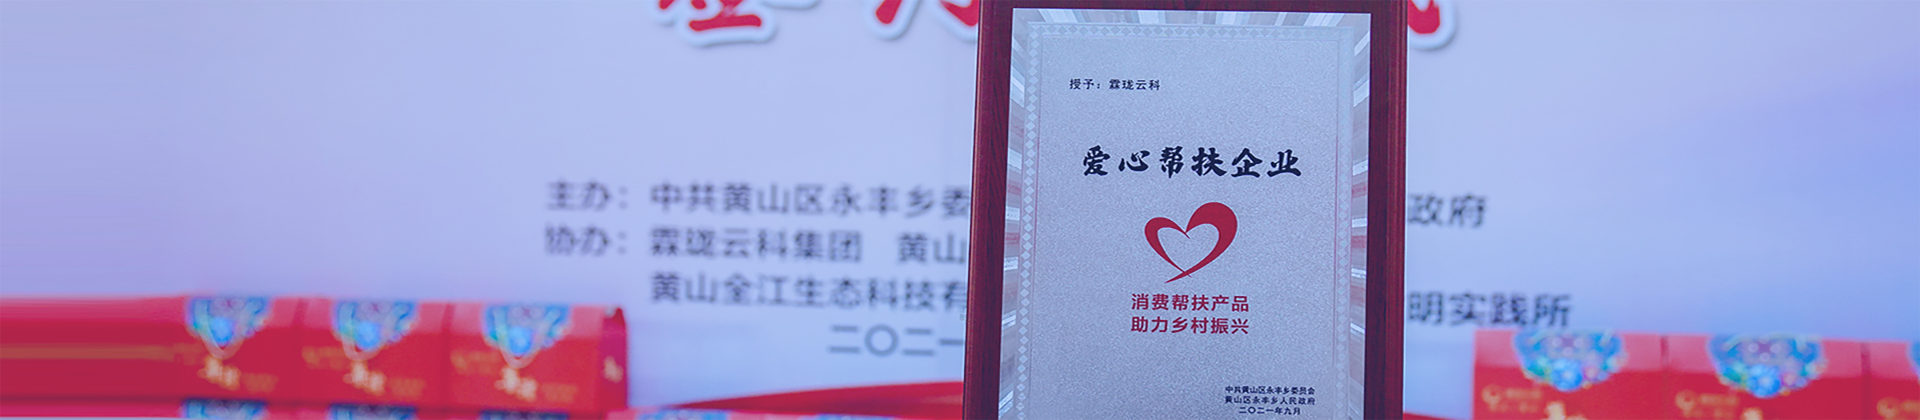 授予：霖珑云科
爱心帮扶企业
消费帮扶产品
助力乡村振兴
中共黄山区永丰乡委员会
黄山区永丰乡人民政府
二〇二一年九月
主办：中共黄山区永丰乡委
政府
协办：霖珑云科集团 黄山
黄山全江生态科技有
明实践所
二〇二一